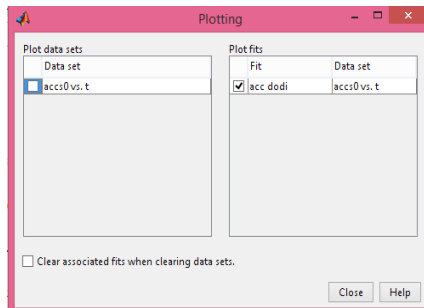 Plotting
Plot data sets
Data set
accs0 vs. t
Plot fits
Fit Data set
acc dodi accs0 vs. t
Clear associated fits when clearing data sets.
Close Help